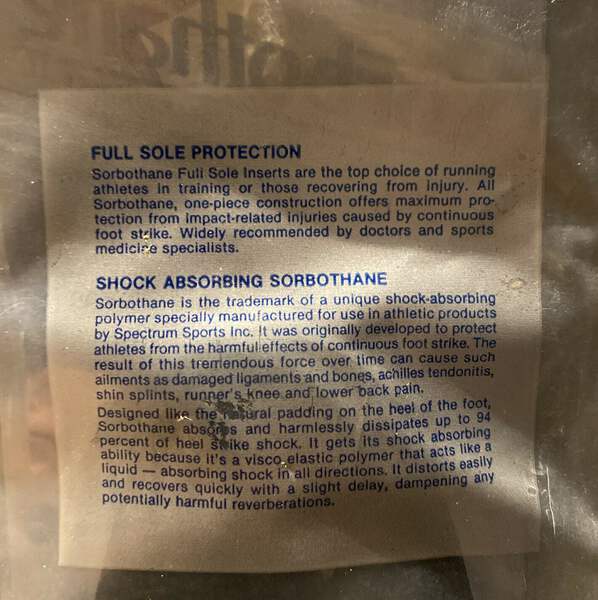 FULL SOLE PROTECTION
Sorbothane Full Sole Inserts are the top choice of running
athletes in training or those recovering from injury. All
Sorbothane, one-piece construction offers maximum pro-
tection from impact-related injuries caused by continuous
foot strike. Widely recommended by doctors and sports
medicine specialists.
SHOCK ABSORBING SORBOTHANE
Sorbothane is the trademark of a unique shock-absorbing
polymer specially manufactured for use in athletic products
by Spectrum Sports Inc. It was originally developed to protect
athletes from the harmful effects of continuous foot strike. The
result of this tremendous force over time can cause such
ailments as damaged ligaments and bones, achilles tendonitis,
shin splints, runner's knee and lower back pain.
Designed like the natural padding on the heel of the foot,
Sorbothane absorbs and harmlessly dissipates up to 94
percent of heel strike shock. It gets its shock absorbing
ability because it's a visco elastic polymer that acts like a
liquid — absorbing shock in all directions. It distorts easily
and recovers quickly with a slight delay, dampening any
potentially harmful reverberations.